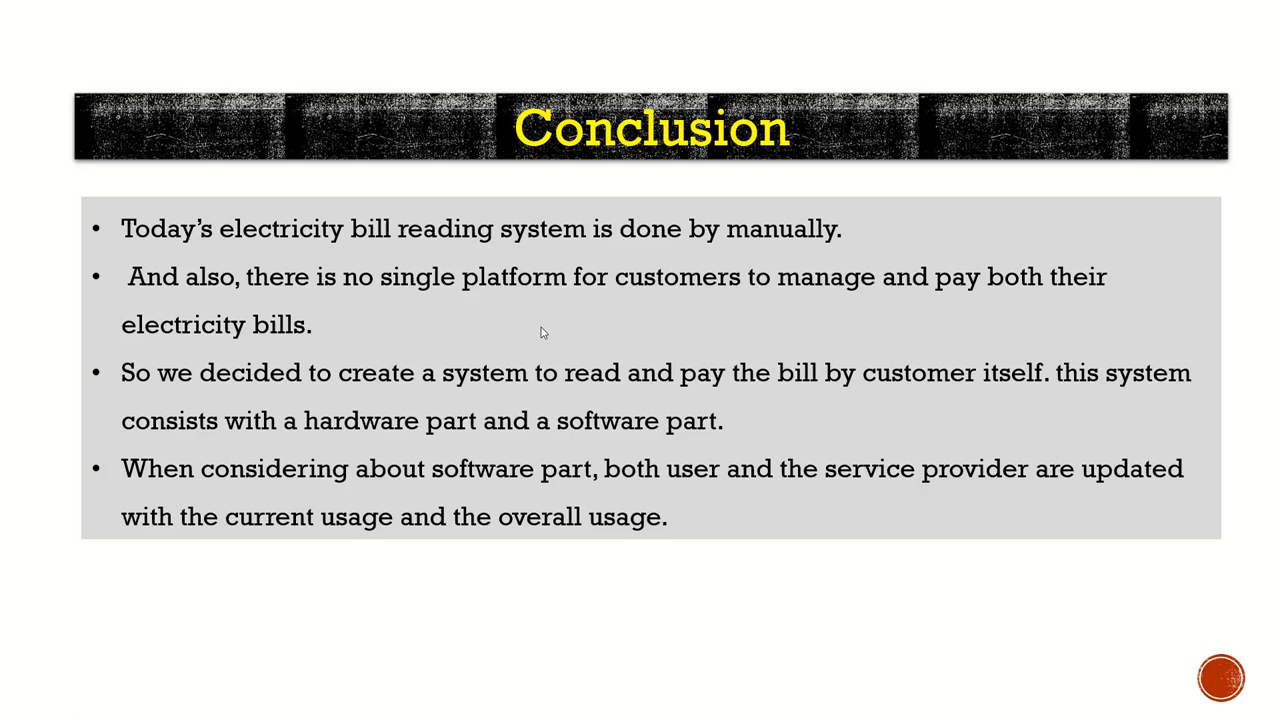 Conclusion
• Today's electricity bill reading system is done by manually.
• And also, there is no single platform for customers to manage and pay both their
electricity bills.
• So we decided to create a system to read and pay the bill by customer itself. this system
consists with a hardware part and a software part.
• When considering about software part, both user and the service provider are updated
with the current usage and the overall usage.